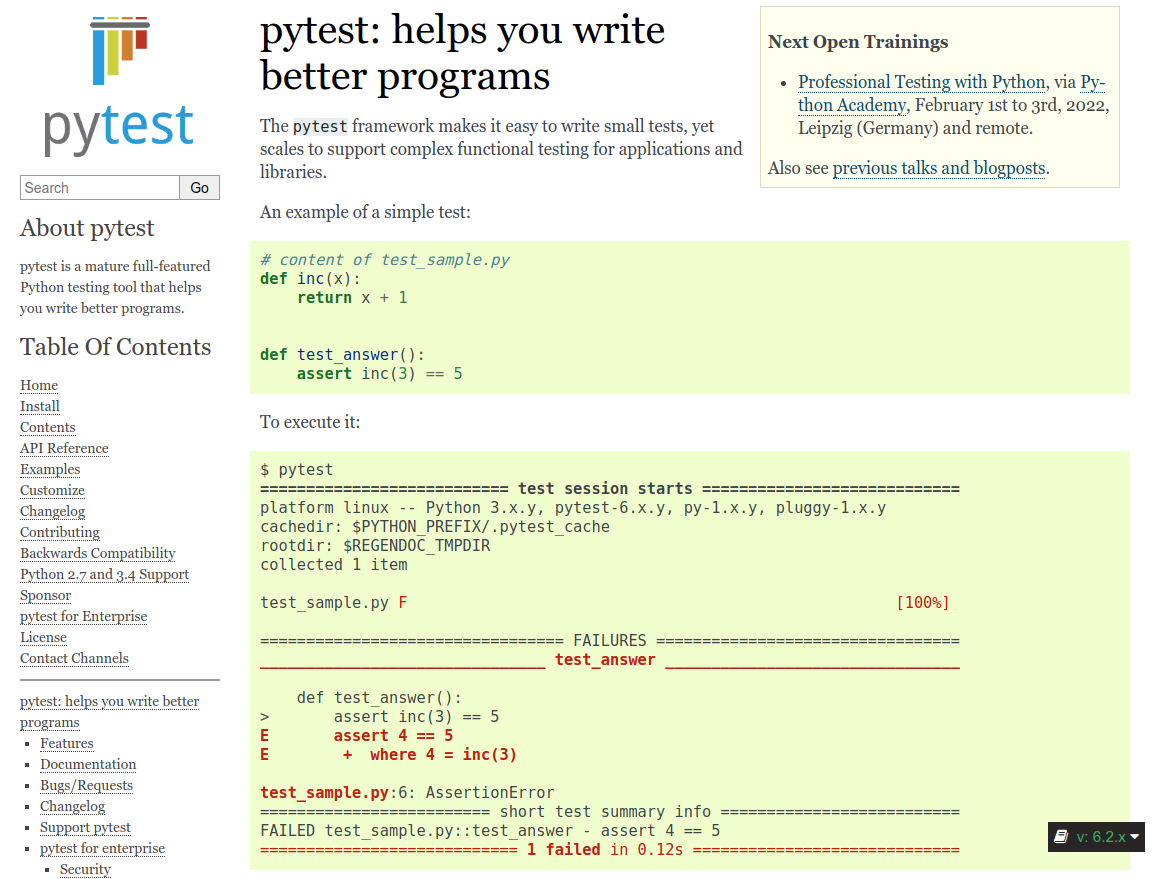 pytest
Search
Go
About pytest
pytest is a mature full-featured
Python testing tool that helps
you write better programs.
Table Of Contents
Home
Install
Contents
API Reference
Examples
Customize
Changelog
Contributing
Backwards Compatibility
Python 2.7 and 3.4 Support
Sponsor
pytest for Enterprise
License
Contact Channels
pytest: helps you write better
programs
Features
Documentation
Bugs/Requests
Changelog
Support pytest
pytest for enterprise
Security
pytest: helps you write
better programs
The pytest framework makes it easy to write small tests, yet
scales to support complex functional testing for applications and
libraries.
An example of a simple test:
Next Open Trainings
Professional Testing with Python, via Py-
thon Academy, February 1st to 3rd, 2022,
Leipzig (Germany) and remote.
Also see previous talks and blogposts.
# content of test_sample.py
def inc(x):
    return x + 1
def test_answer():
    assert inc(3) == 5
To execute it:
$ pytest
=========================== test session starts ============================
platform linux -- Python 3.x.y, pytest-6.x.y, py-1.x.y, pluggy-1.x.y
cachedir: $PYTHON_PREFIX/.pytest_cache
rootdir: $REGENDOC_TMPDIR
collected 1 item
test_sample.py F                                                     [100%]
================================= FAILURES =================================
_______________________________ test_answer ________________________________
    def test_answer():
>       assert inc(3) == 5
E       assert 4 == 5
E        +  where 4 = inc(3)
test_sample.py:6: AssertionError
========================= short test summary info ==========================
FAILED test_sample.py::test_answer - assert 4 == 5
============================ 1 failed in 0.12s =============================
v: 6.2.x